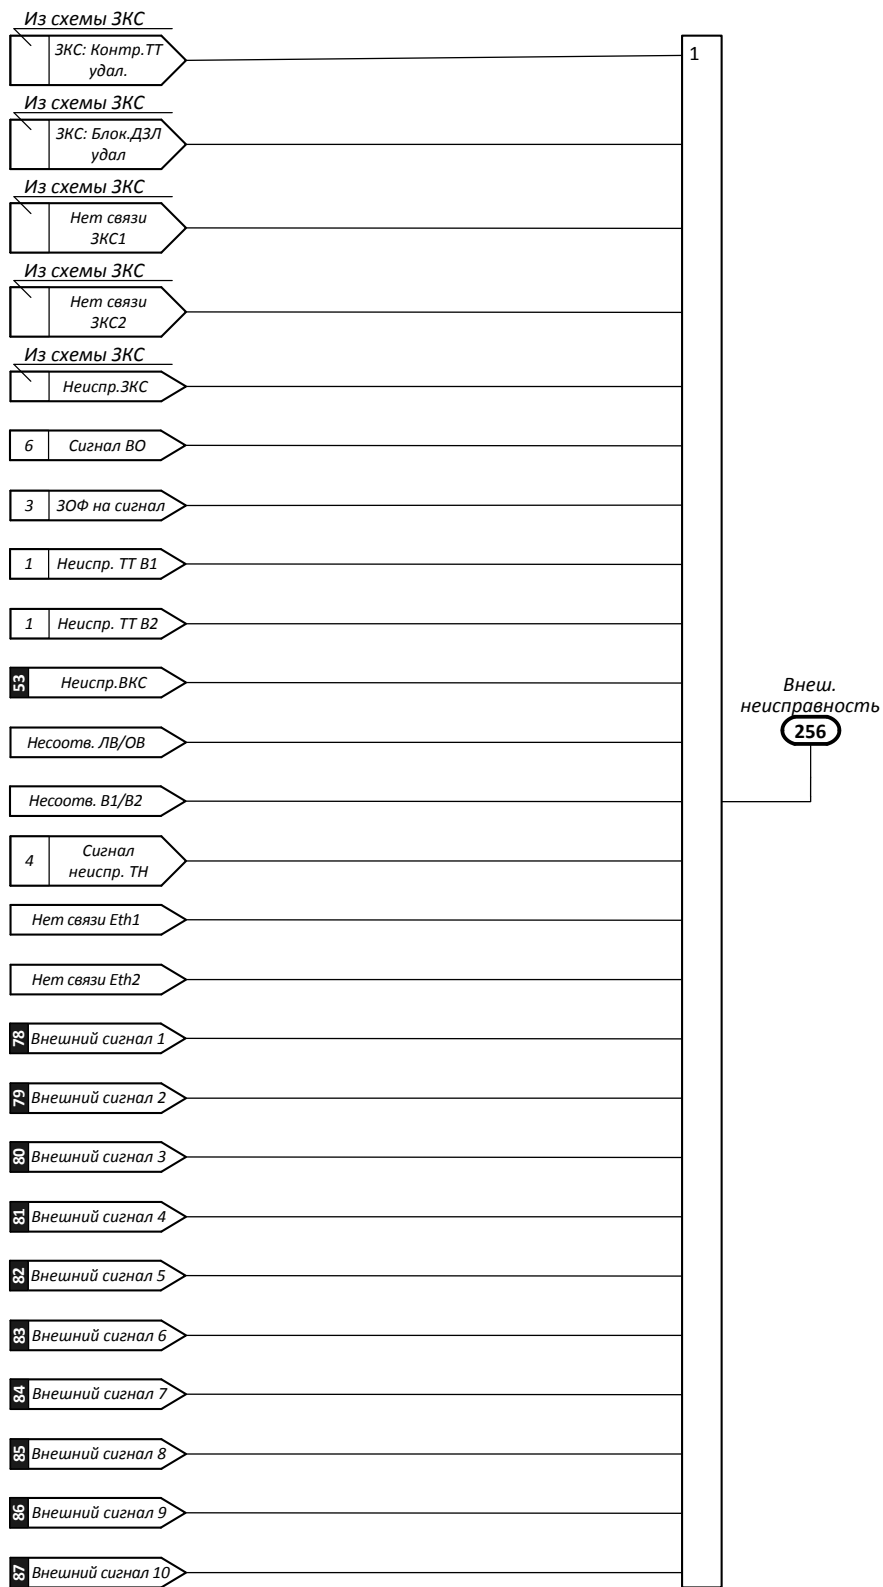 Из схемы ЗКС
ЗКС: Контр.ТТ
удал.
1
Из схемы ЗКС
ЗКС: Блок.ДЗЛ
удал
Из схемы ЗКС
Нет связи
ЗКС1
Из схемы ЗКС
Нет связи
ЗКС2
Из схемы ЗКС
Неиспр.ЗКС
6 Сигнал ВО
3 ЗОФ на сигнал
1 Неиспр. ТТ В1
1 Неиспр. ТТ В2
53 Неиспр.ВКС
Внеш.
неисправность
256
Несоотв. ЛВ/ОВ
Несоотв. В1/В2
4 Сигнал
неиспр. ТН
Нет связи Eth1
Нет связи Eth2
78 Внешний сигнал 1
79 Внешний сигнал 2
80 Внешний сигнал 3
81 Внешний сигнал 4
82 Внешний сигнал 5
83 Внешний сигнал 6
84 Внешний сигнал 7
85 Внешний сигнал 8
86 Внешний сигнал 9
87 Внешний сигнал 10